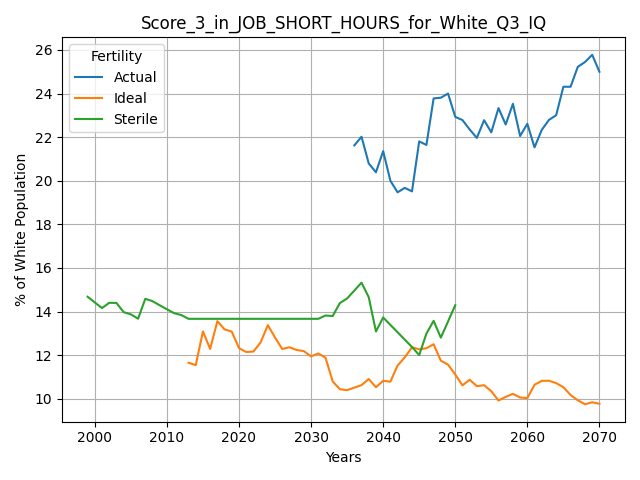 Score_3_in_JOB_SHORT_HOURS_for_White_Q3_IQ
% of White Population
26
24
22
20
18
16
14
12
10
Fertility
Actual
Ideal
Sterile
2000 2010 2020 2030 2040 2050 2060 2070
Years